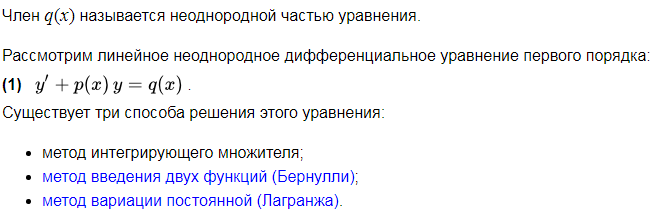 Член q(x) называется неоднородной частью уравнения.
Рассмотрим линейное неоднородное дифференциальное уравнение первого порядка:
(1) y′ + p(x) y = q(x) .
Существует три способа решения этого уравнения:
• метод интегрирующего множителя;
• метод введения двух функций (Бернулли);
• метод вариации постоянной (Лагранжа).